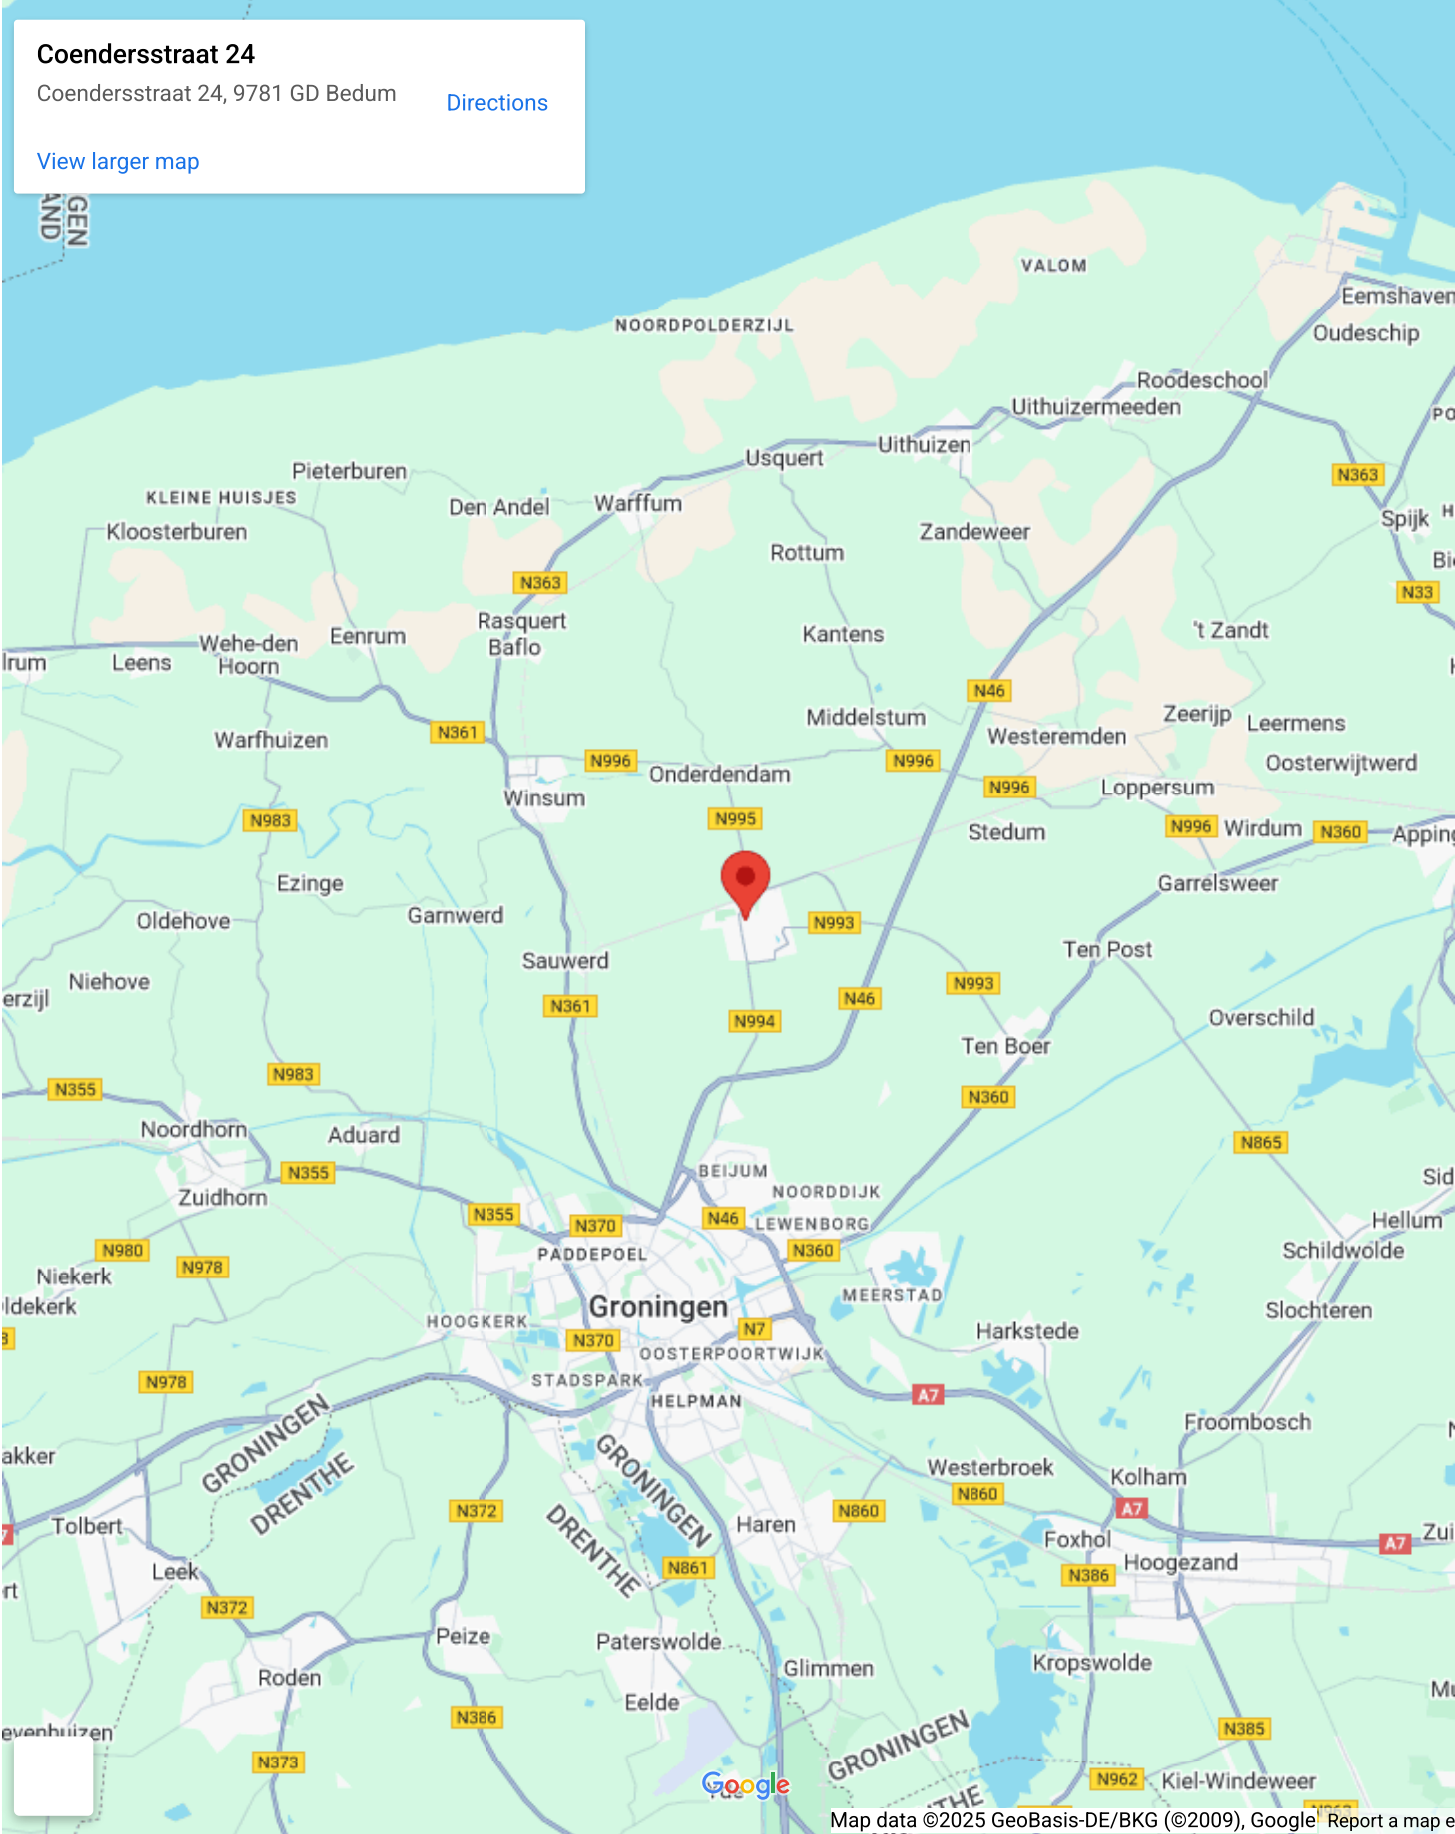 Coendersstraat 24
Coendersstraat 24, 9781 GD Bedum
Directions
View larger map
VALOM
Eemshaven
NOORDPOLDERZIJL
Oudeschip
Roodeschool
Uithuizermeeden
Uithuizen
Usquert
Pieterburen
N363
KLEINE HUISJES
Den Andel
Warffum
Spijk
Kloosterburen
Zandeweer
Rottum
N363
N33
Rasquert
Baflo
Eenrum
Kantens
't Zandt
Wehe-den
Hoorn
Leens
N46
Middelstum
Zeerijp
Leermens
N361
Warfhuizen
Westeremden
N996
N996
Oosterwijtwerd
Onderdendam
N996
Loppersum
Winsum
N983
N995
Stedum
N996
Wirdum
N360
Ezinge
Garrelsweer
Garnwerd
Oldehove
N993
Ten Post
Sauwerd
Niehove
N993
N361
N46
N994
Overschild
Ten Boer
N983
N355
N360
Noordhorn
Aduard
N865
N355
BEIJUM
Zuidhorn
NOORDDIJK
N355
N370
N46
LEWENBORG
Hellum
N980
PADDEPOEL
N360
Schildwolde
N978
Niekerk
MEERSTAD
Groningen
Slochteren
HOOGKERK
N370
N7
Harkstede
OOSTERPOORTWIJK
N978
STADSPARK
A7
HELPMAN
GRONINGEN
DRENTHE
Froombosch
GRONINGEN
DRENTHE
Westerbroek
Kolham
N860
N372
N860
A7
Tolbert
Haren
Foxhol
A7
Leek
N861
Hoogezand
N386
N372
Peize
Paterswolde
Roden
Glimmen
Kropswolde
Eelde
N386
GRONINGEN
N385
N373
N962
Kiel-Windeweer
Google
Map data ©2025 GeoBasis-DE/BKG (©2009), Google
Report a map e